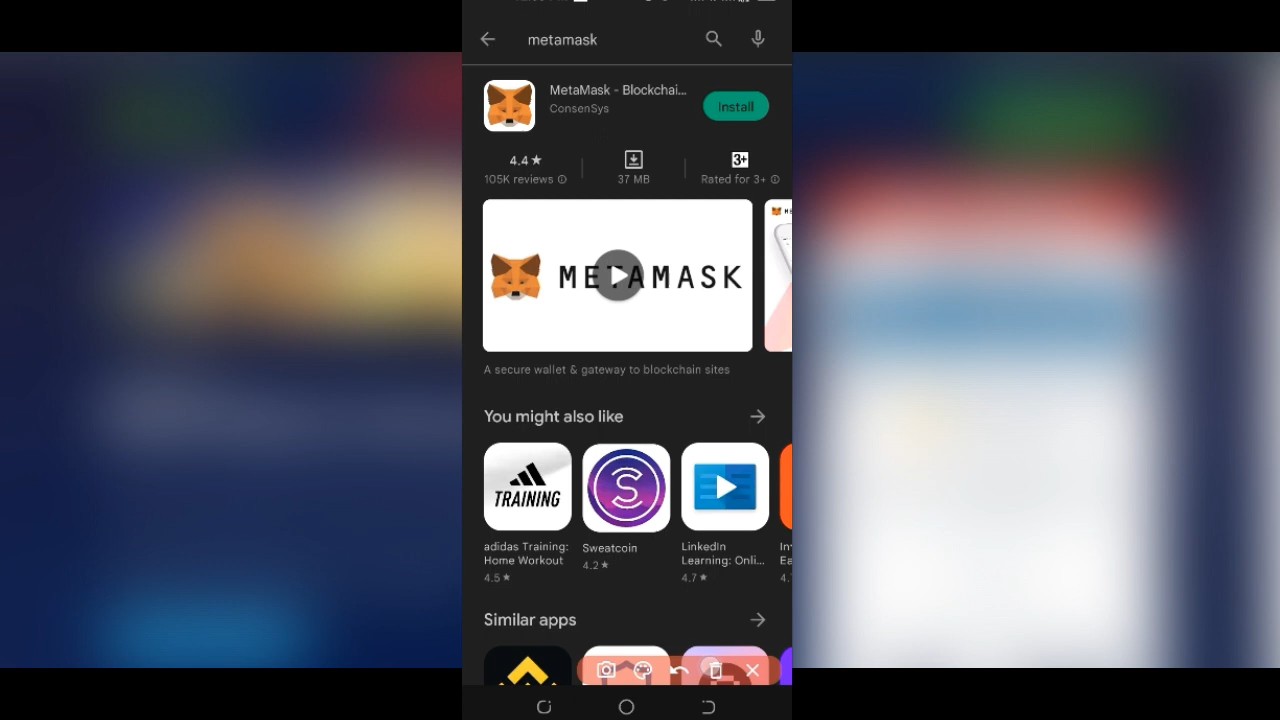 metamask
MetaMask - Blockchai...
ConsenSys
Install
4.4★
105K reviews
37 MB
3+
Rated for 3+
METAMASK
A secure wallet & gateway to blockchain sites
You might also like
TRAINING
S
adidas Training:
Home Workout
4.5★
Sweatcoin
4.2★
LinkedIn
Learning: Onli...
4.7★
Similar apps